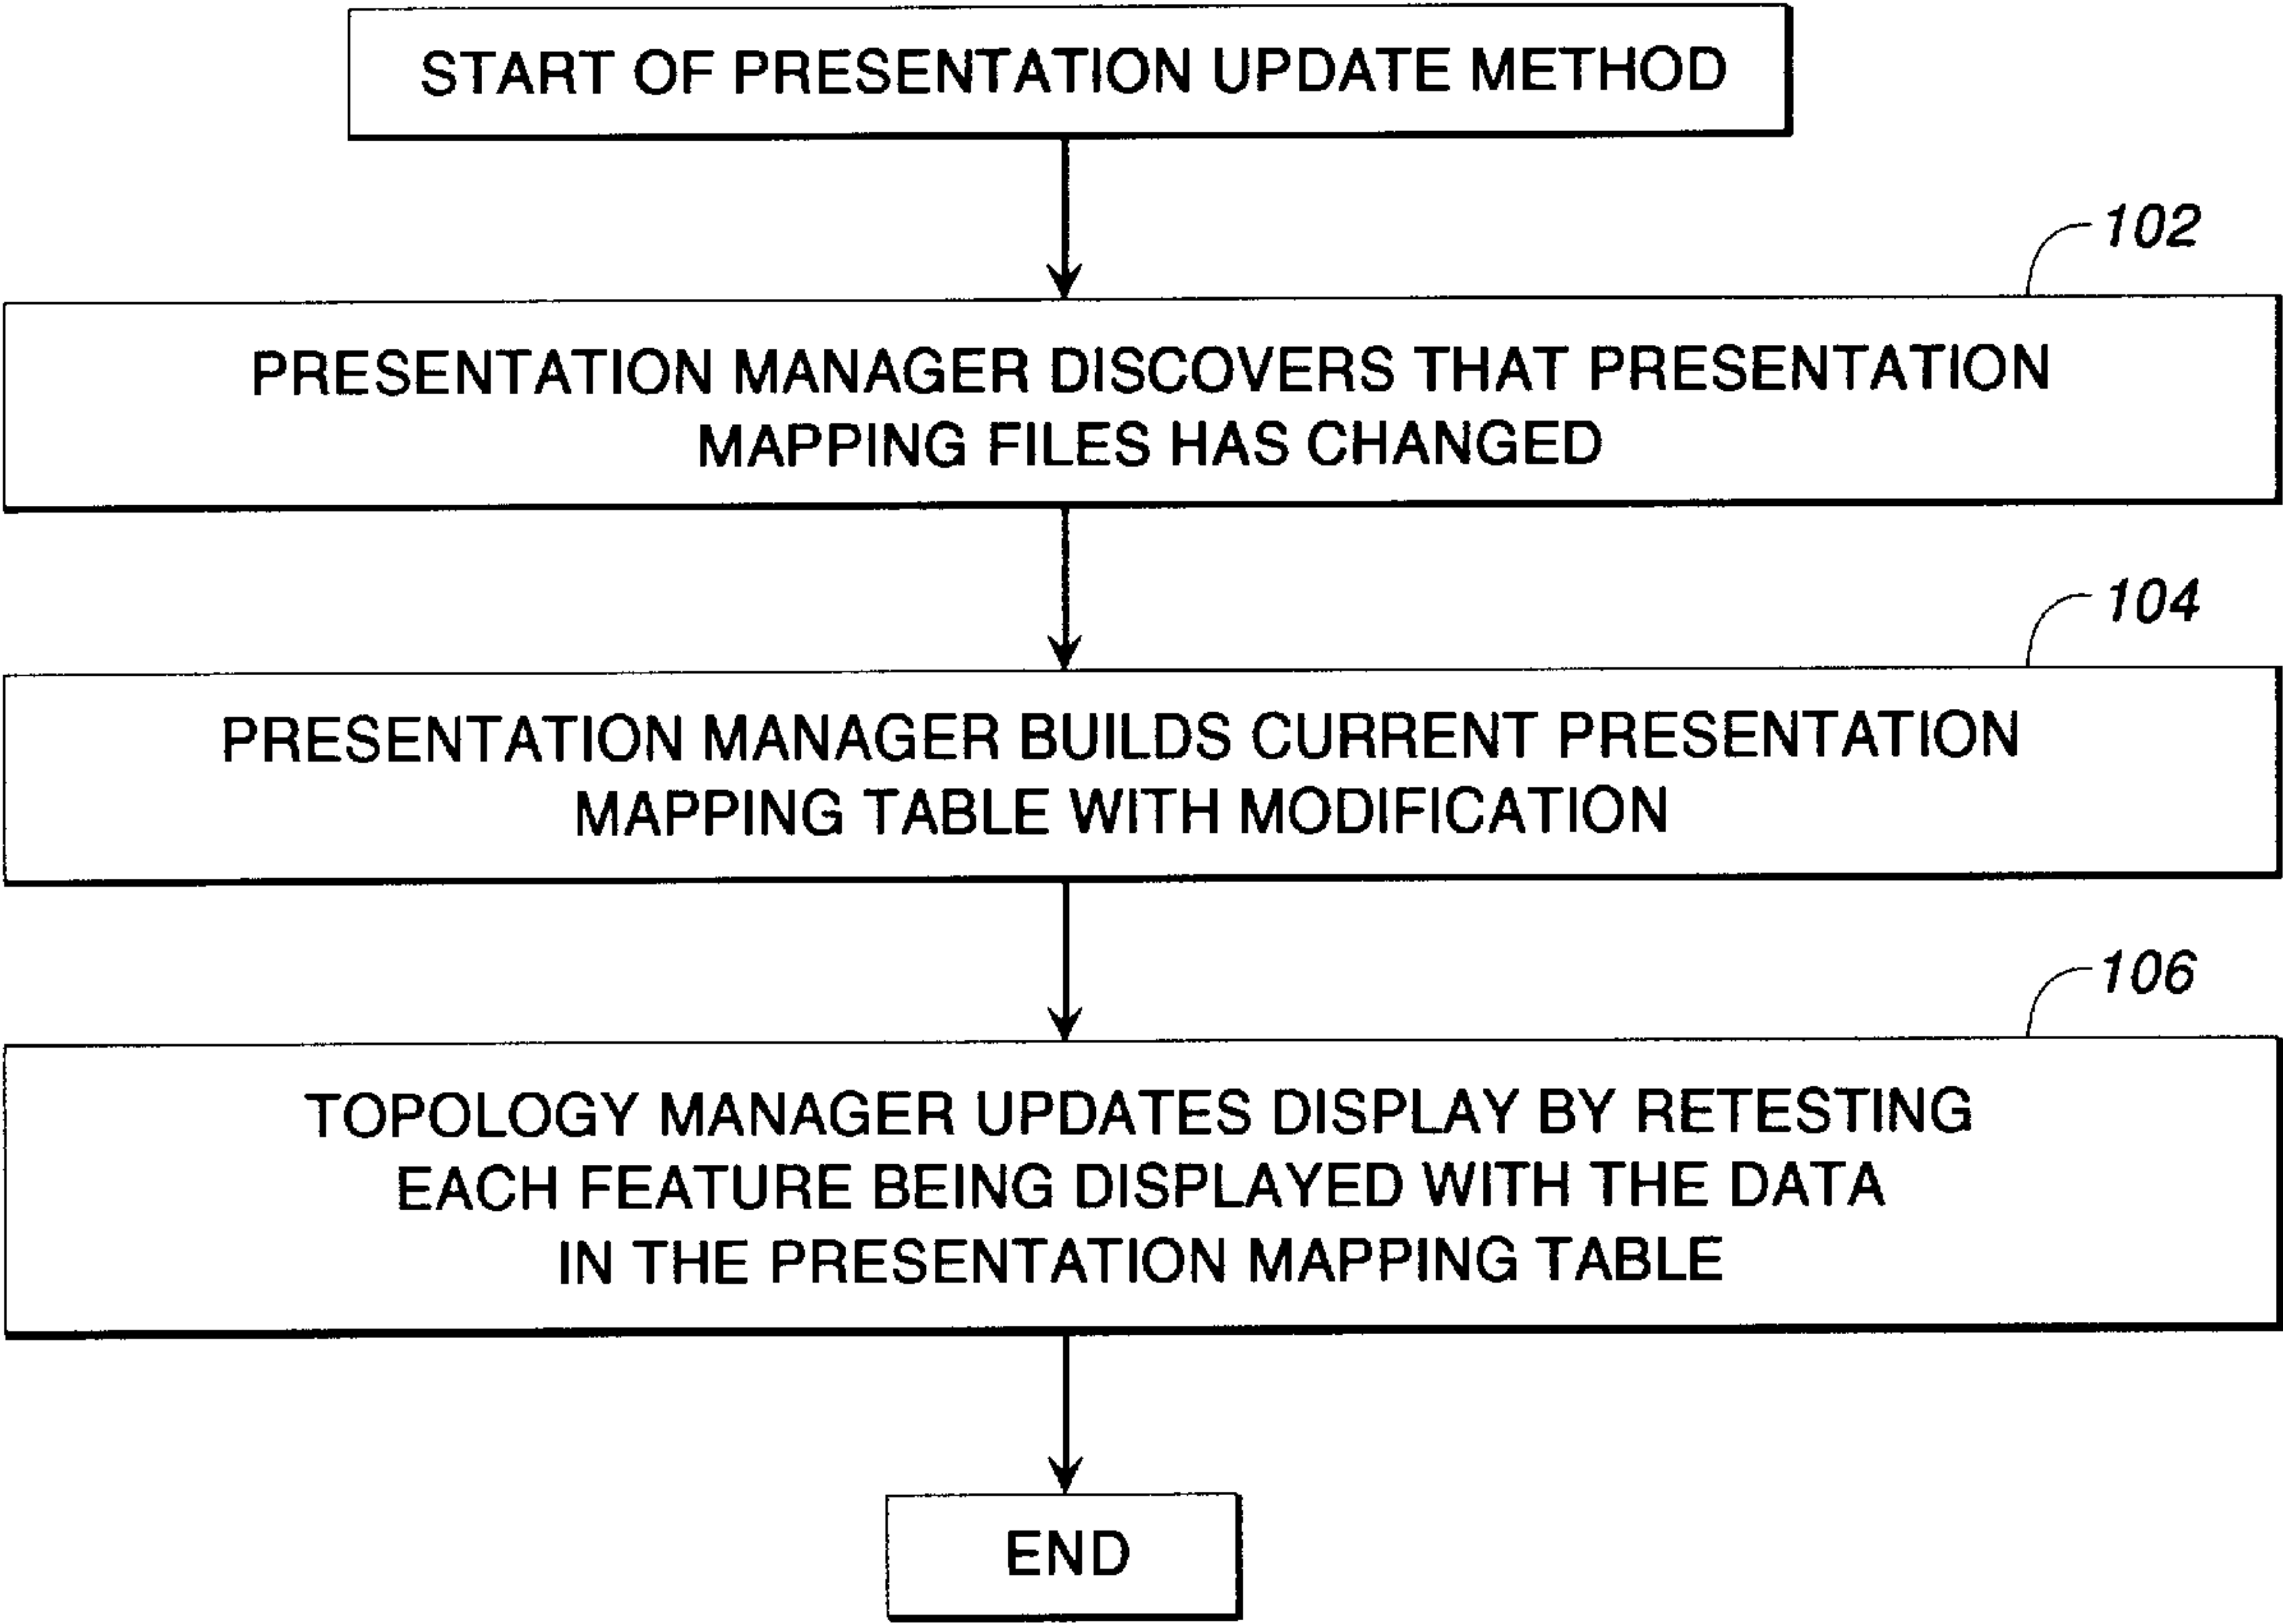 START OF PRESENTATION UPDATE METHOD
102
PRESENTATION MANAGER DISCOVERS THAT PRESENTATION
MAPPING FILES HAS CHANGED
104
PRESENTATION MANAGER BUILDS CURRENT PRESENTATION
MAPPING TABLE WITH MODIFICATION
106
TOPOLOGY MANAGER UPDATES DISPLAY BY RETESTING
EACH FEATURE BEING DISPLAYED WITH THE DATA
IN THE PRESENTATION MAPPING TABLE
END